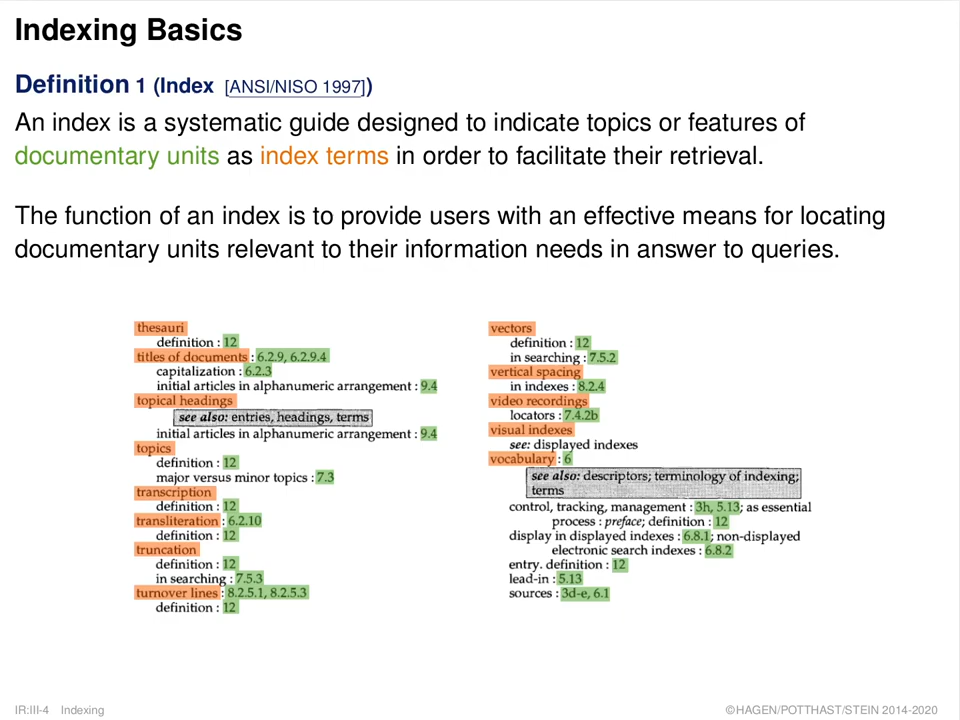 Indexing Basics
Definition 1 (Index [ANSI/NISO 1997])
An index is a systematic guide designed to indicate topics or features of
documentary units as index terms in order to facilitate their retrieval.
The function of an index is to provide users with an effective means for locating
documentary units relevant to their information needs in answer to queries.
thesauri
definition : 12
titles of documents : 6.2.9, 6.2.9.4
capitalization : 6.2.3
initial articles in alphanumeric arrangement : 9.4
topical headings
see also: entries, headings, terms
initial articles in alphanumeric arrangement : 9.4
topics
definition : 12
major versus minor topics : 7.3
transcription
definition : 12
transliteration : 6.2.10
definition : 12
truncation
definition : 12
in searching : 7.5.3
turnover lines : 8.2.5.1, 8.2.5.3
definition : 12
vectors
definition : 12
in searching : 7.5.2
vertical spacing
in indexes : 8.2.4
video recordings
locators : 7.4.2b
visual indexes
see: displayed indexes
vocabulary : 6
see also: descriptors; terminology of indexing;
terms
control, tracking, management : 3h, 5.13; as essential
process : preface; definition : 12
display in displayed indexes : 6.8.1; non-displayed
electronic search indexes : 6.8.2
entry. definition : 12
lead-in : 5.13
sources : 3d-e, 6.1
IR:III-4 Indexing
©HAGEN/POTTHAST/STEIN 2014-2020